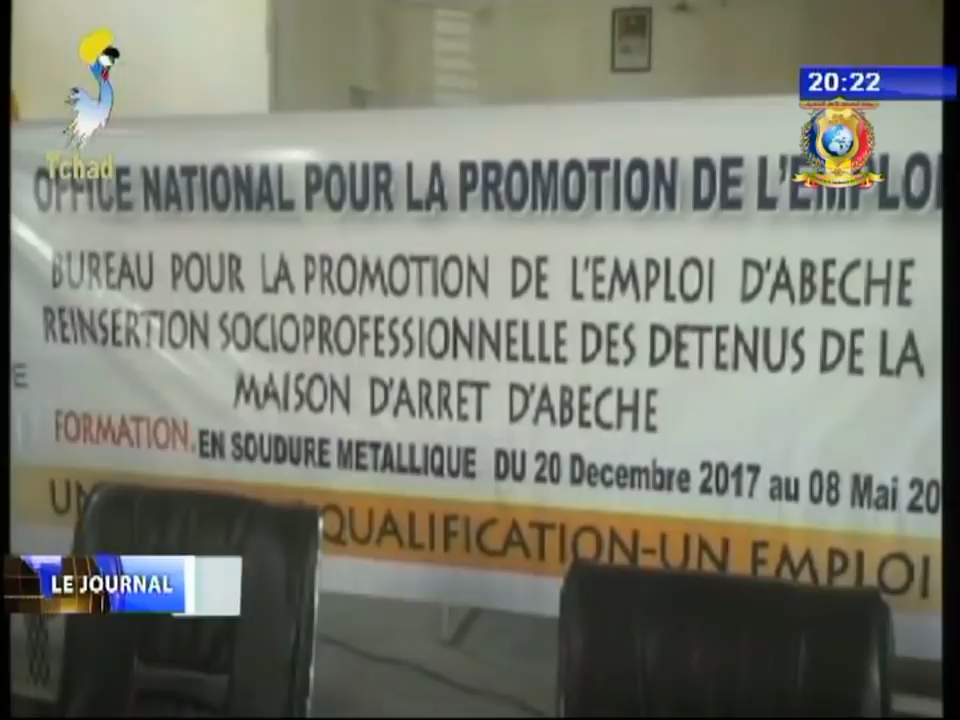 20:22
Tchad
OFFICE NATIONAL POUR LA PROMOTION DE L'EMPLOI
BUREAU POUR LA PROMOTION DE L'EMPLOI D'ABECHE
REINSERTION SOCIOPROFESSIONNELLE DES DETENUS DE LA
MAISON D'ARRET D'ABECHE
E
FORMATION. EN SOUDURE METALLIQUE DU 20 Decembre 2017 au 08 Mai 20
UN QUALIFICATION-UN EMPLOI
LE JOURNAL